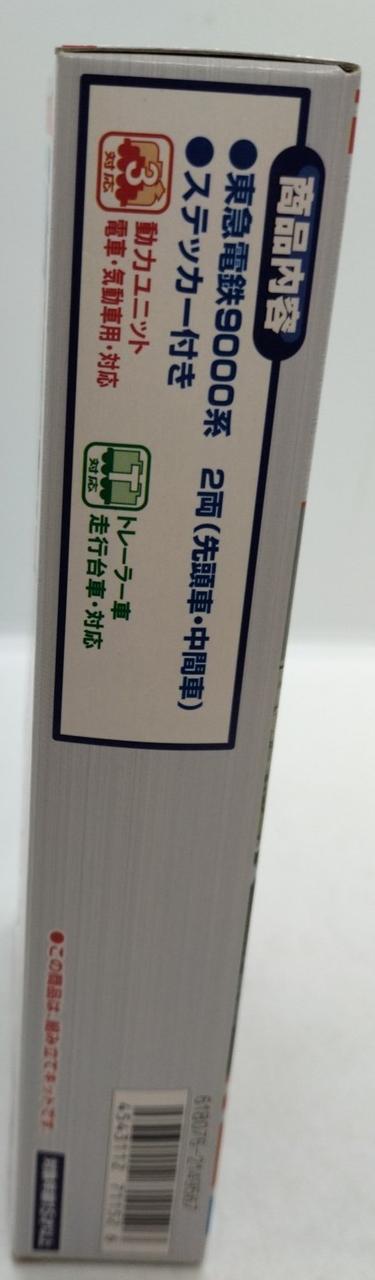 商品内容
●東急電鉄9000系 2両(先頭車・中間車)
●ステッカー付き
3
対応
動力ユニット
電車・気動車用・対応
T
対応
トレーラー車
走行台車・対応
●この商品は、組み立てキットです。